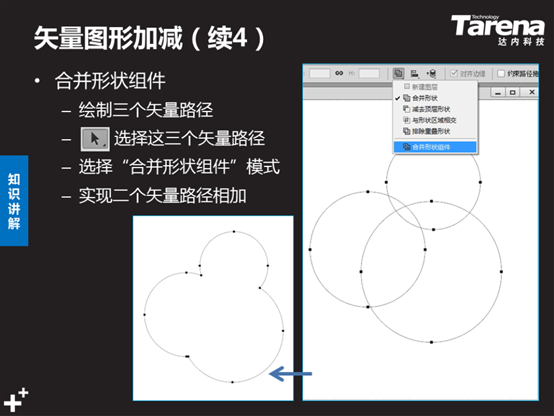 矢量图形加减（续4）
Technology
Tarena
达内科技
• 合并形状组件
– 绘制三个矢量路径
– 选择这三个矢量路径
– 选择“合并形状组件”模式
– 实现二个矢量路径相加
知识讲解
H:
对齐边缘
约束路径拖
新建图层
合并形状
减去顶层形状
与形状区域相交
排除重叠形状
合并形状组件